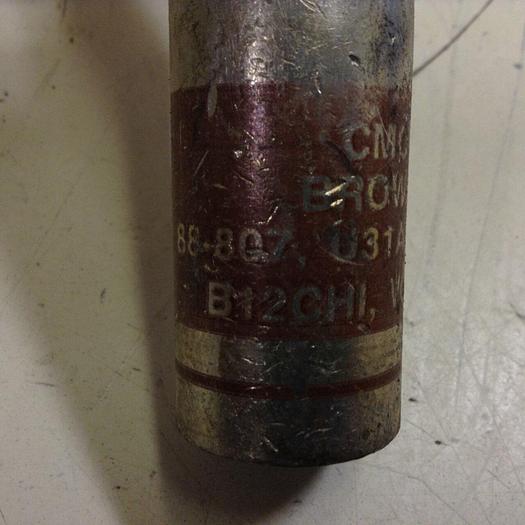 CMC
BROW
88-807, U31A
B12CHI, W